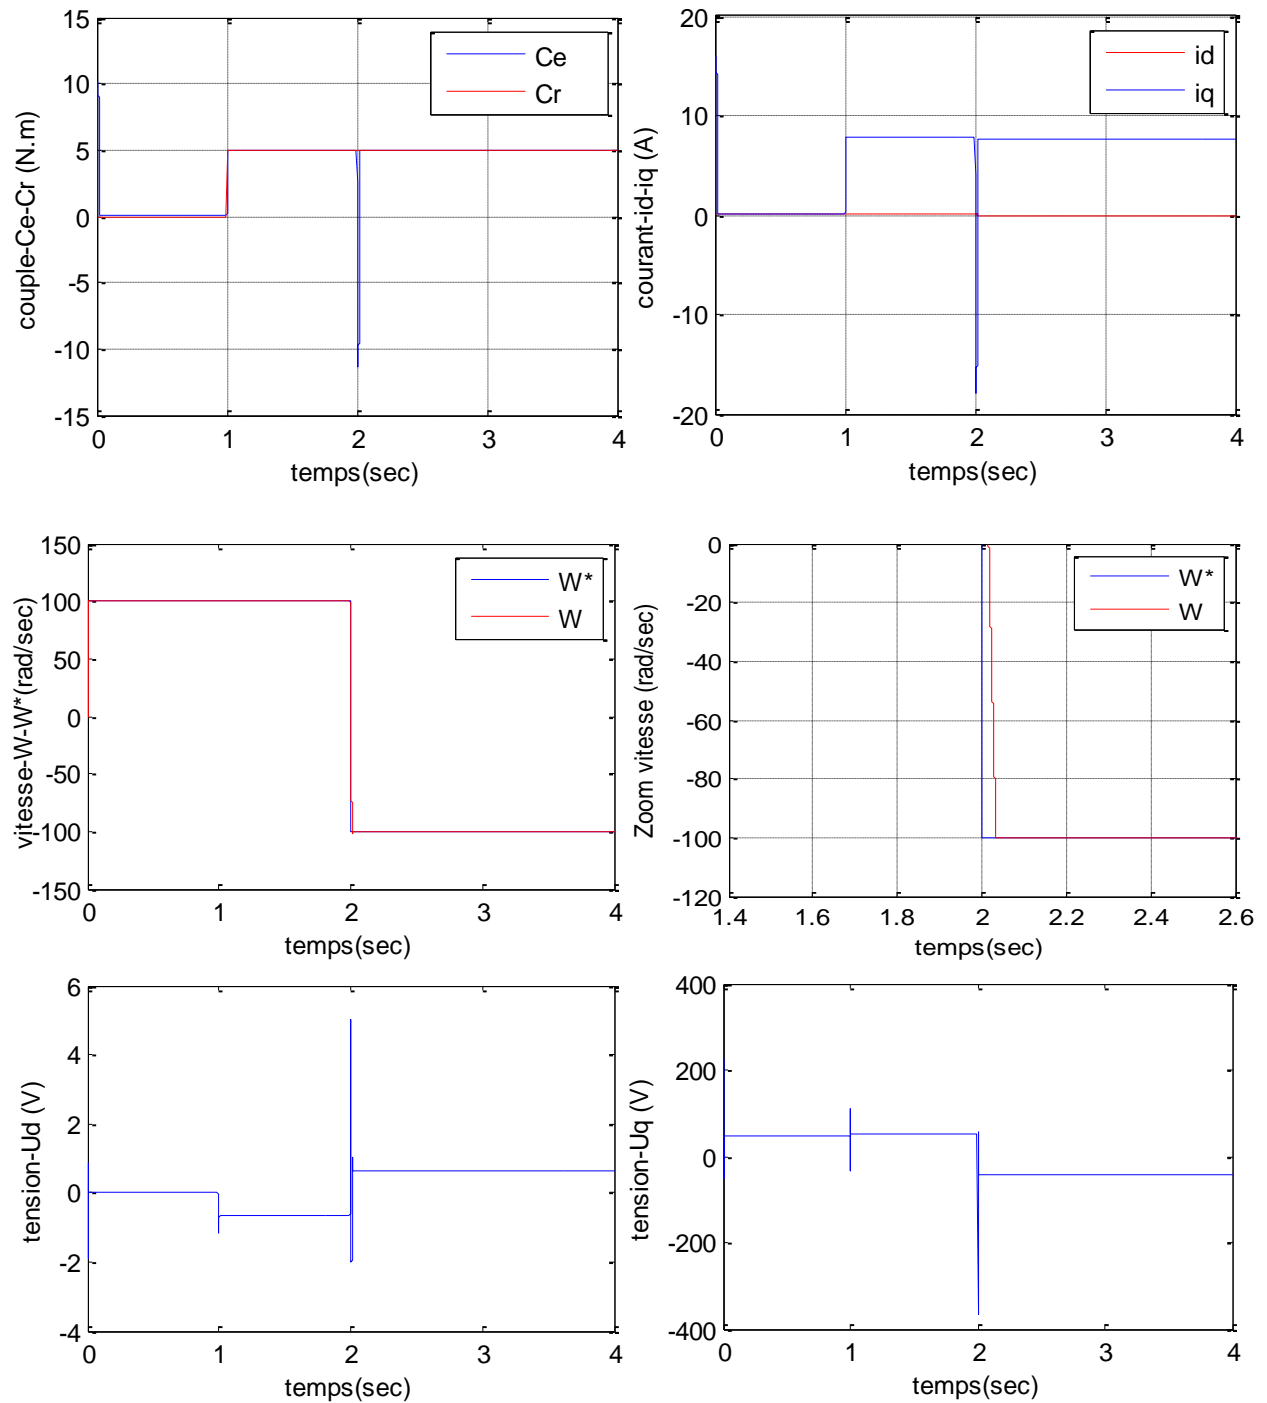 15
10
5
0
-5
-10
-15
couple-Ce-Cr (N.m)
Ce
Cr
0 1 2 3 4
temps(sec)
20
10
0
-10
-20
courant-id-iq (A)
id
iq
0 1 2 3 4
temps(sec)
150
100
50
0
-50
-100
-150
vitesse-W-W*(rad/sec)
W*
W
0 1 2 3 4
temps(sec)
0
-20
-40
-60
-80
-100
-120
Zoom vitesse (rad/sec)
W*
W
1.4 1.6 1.8 2 2.2 2.4 2.6
temps(sec)
6
4
2
0
-2
-4
tension-Ud (V)
0 1 2 3 4
temps(sec)
400
200
0
-200
-400
tension-Uq (V)
0 1 2 3 4
temps(sec)